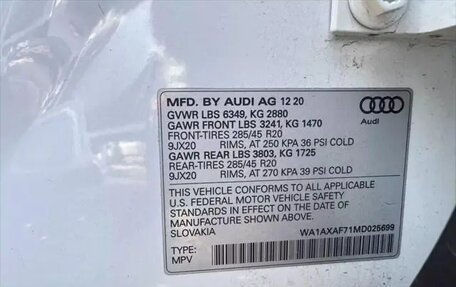 MFD. BY AUDI AG 12 20
GVWR LBS 6349, KG 2880
GAWR FRONT LBS 3241, KG 1470
FRONT-TIRES 285/45 R20
9JX20 RIMS, AT 250 KPA 36 PSI COLD
GAWR REAR LBS 3803, KG 1725
REAR-TIRES 285/45 R20
9JX20 RIMS, AT 270 KPA 39 PSI COLD
Audi
THIS VEHICLE CONFORMS TO ALL APPLICABLE
U.S. FEDERAL MOTOR VEHICLE SAFETY
STANDARDS IN EFFECT ON THE DATE OF
MANUFACTURE SHOWN ABOVE.
SLOVAKIA WA1AXAF71MD025699
TYPE:
MPV